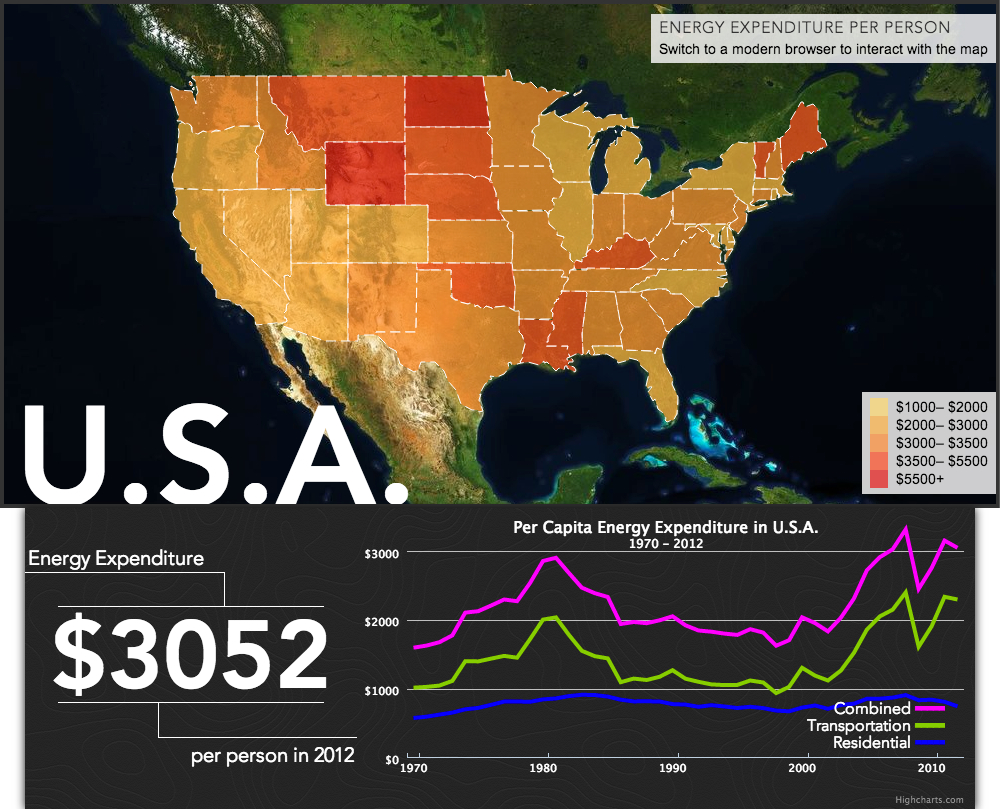 ENERGY EXPENDITURE PER PERSON
Switch to a modern browser to interact with the map
U.S.A.
$1000– $2000
$2000– $3000
$3000– $3500
$3500– $5500
$5500+
Energy Expenditure
$3052
per person in 2012
Per Capita Energy Expenditure in U.S.A.
1970 – 2012
$3000
$2000
$1000
$0
1970
1980
1990
2000
2010
Combined
Transportation
Residential
Highcharts.com